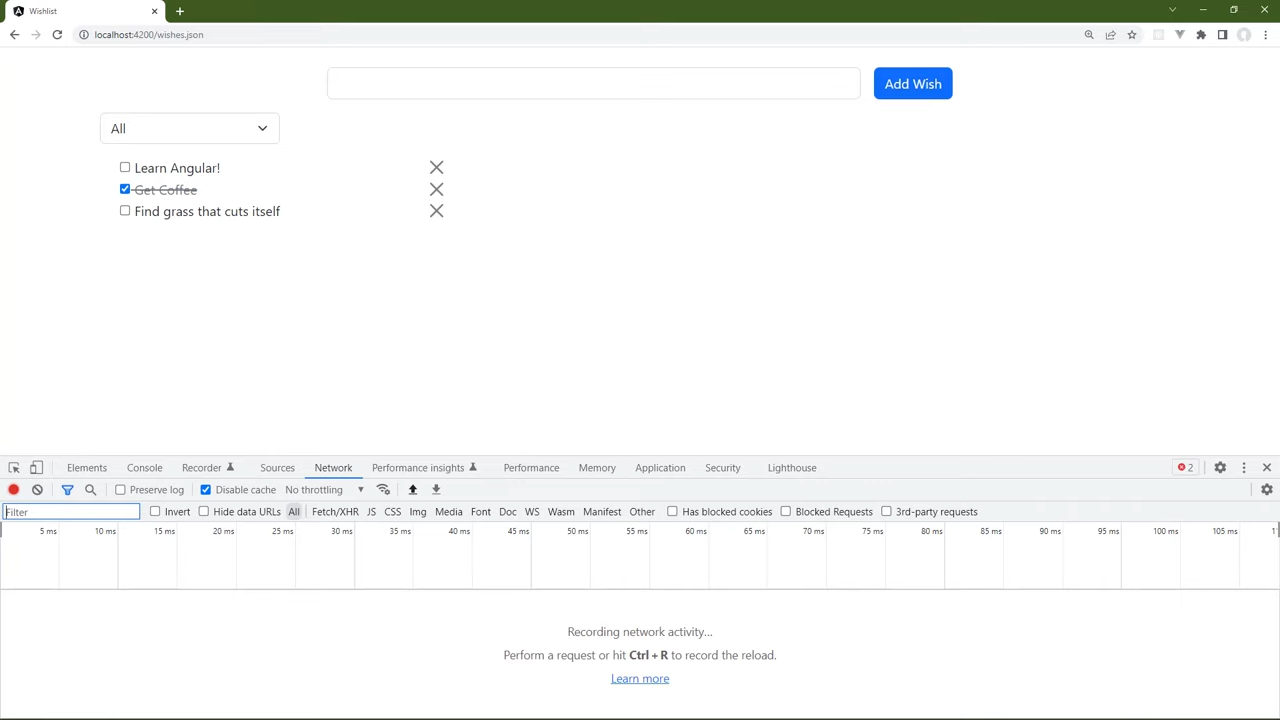 Wishlist
localhost:4200/wishes.json
Add Wish
All
Learn Angular!
Get Coffee
Find grass that cuts itself
Elements Console Recorder Sources Network Performance insights Performance Memory Application Security Lighthouse 2
Preserve log Disable cache No throttling
Filter Invert Hide data URLs All Fetch/XHR JS CSS Img Media Font Doc WS Wasm Manifest Other Has blocked cookies Blocked Requests 3rd-party requests
5 ms 10 ms 15 ms 20 ms 25 ms 30 ms 35 ms 40 ms 45 ms 50 ms 55 ms 60 ms 65 ms 70 ms 75 ms 80 ms 85 ms 90 ms 95 ms 100 ms 105 ms 1
Recording network activity...
Perform a request or hit Ctrl + R to record the reload.
Learn more